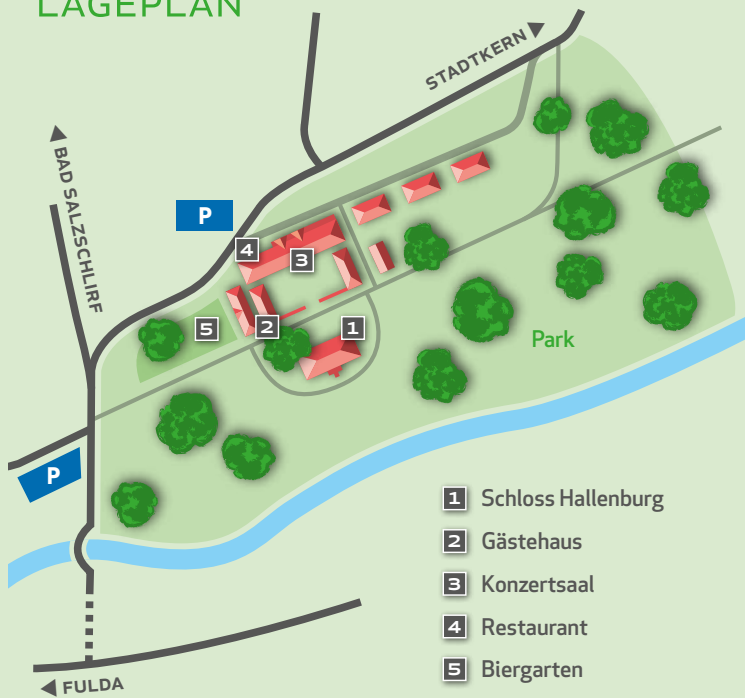 LAGEPLAN
STADTKERN
BAD SALZSCHLIRF
P
4
3
5
2
1
Park
P
1 Schloss Hallenburg
2 Gästehaus
3 Konzertsaal
4 Restaurant
5 Biergarten
FULDA